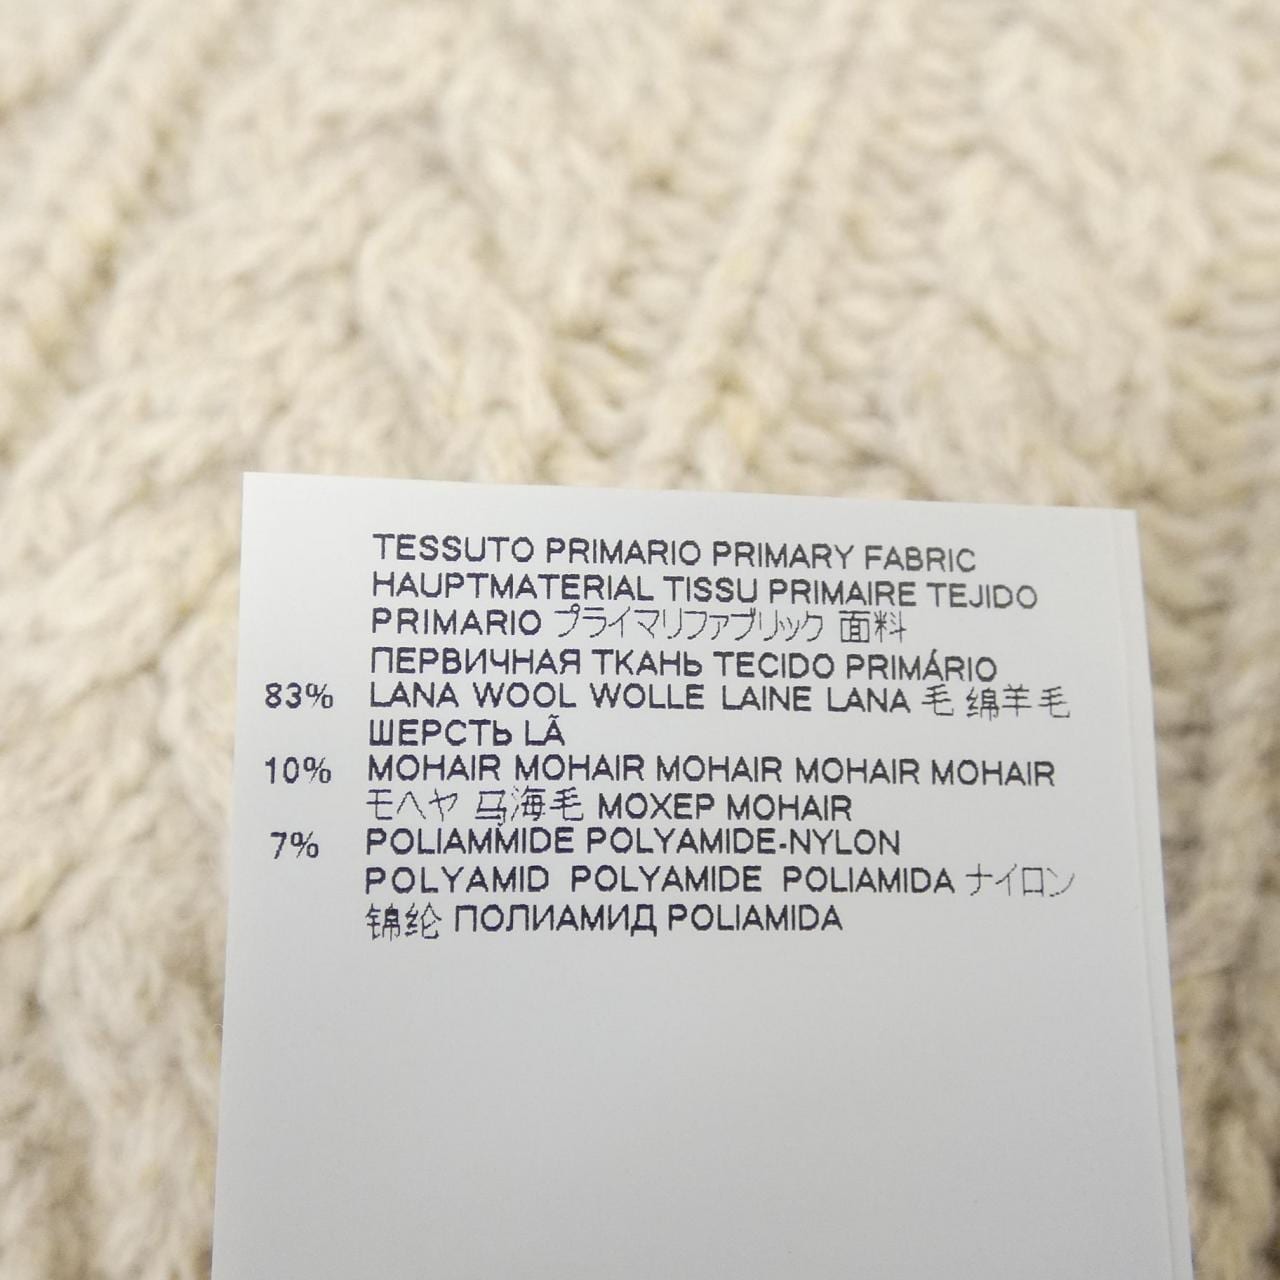 TESSUTO PRIMARIO PRIMARY FABRIC
HAUPTMATERIAL TISSU PRIMAIRE TEJIDO
PRIMARIO プライマリファブリック 面料
ПЕРВИЧНАЯ ТКАНЬ TECIDO PRIMÁRIO
83% LANA WOOL WOLLE LAINE LANA 毛 绵羊毛
ШЕРСТЬ LÃ
10% MOHAIR MOHAIR MOHAIR MOHAIR MOHAIR
モヘヤ 马海毛 МОХЕР MOHAIR
7% POLIAMMIDE POLYAMIDE-NYLON
POLYAMID POLYAMIDE POLIAMIDA ナイロン
锦纶 ПОЛИАМИД POLIAMIDA